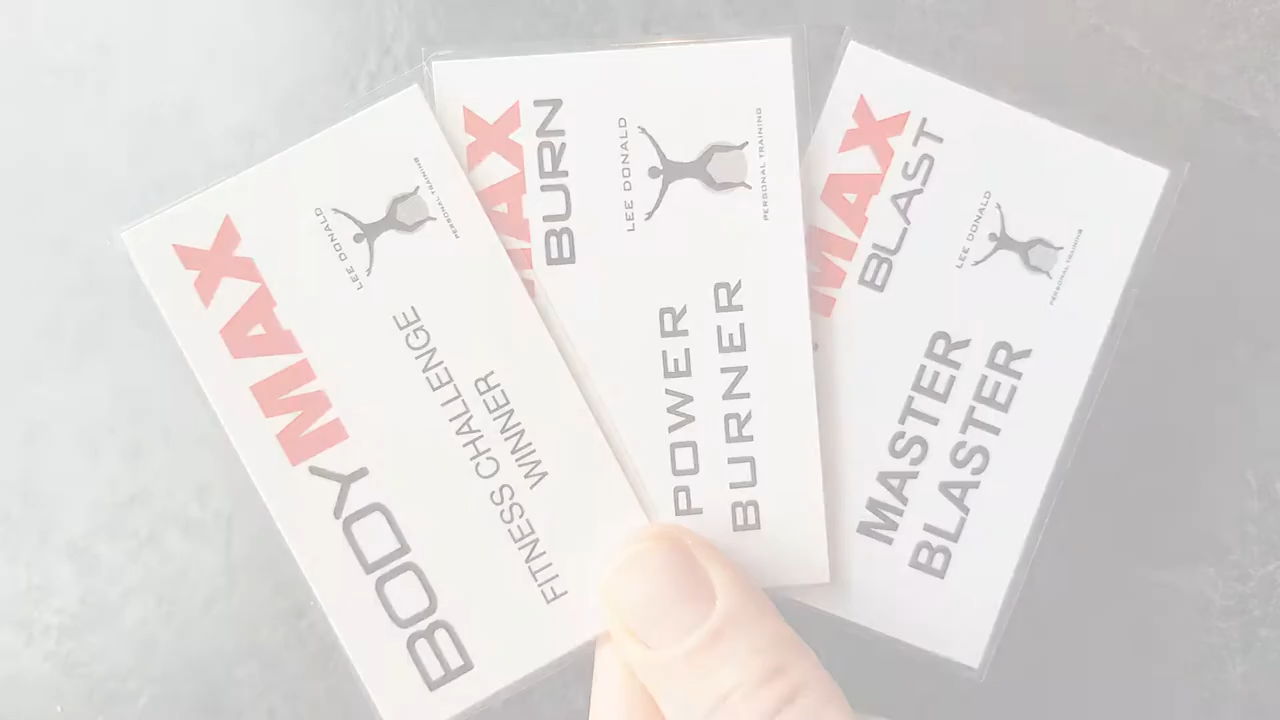 BODYMAX
LEE DONALD
PERSONAL TRAINING
FITNESS CHALLENGE
WINNER
MAX
BURN
LEE DONALD
PERSONAL TRAINING
POWER
BURNER
MAX
BLAST
LEE DONALD
PERSONAL TRAINING
MASTER
BLASTER